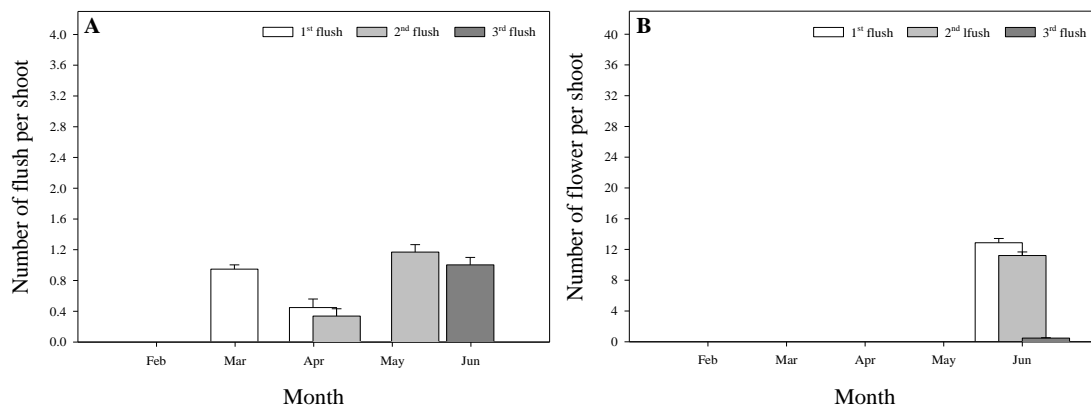 A
1st flush 2nd flush 3rd flush
Number of flush per shoot
4.0
3.6
3.2
2.8
2.4
2.0
1.6
1.2
0.8
0.4
0.0
Feb Mar Apr May Jun
Month
B
1st flush 2nd lfush 3rd flush
Number of flower per shoot
40
36
32
28
24
20
16
12
8
4
0
Feb Mar Apr May Jun
Month